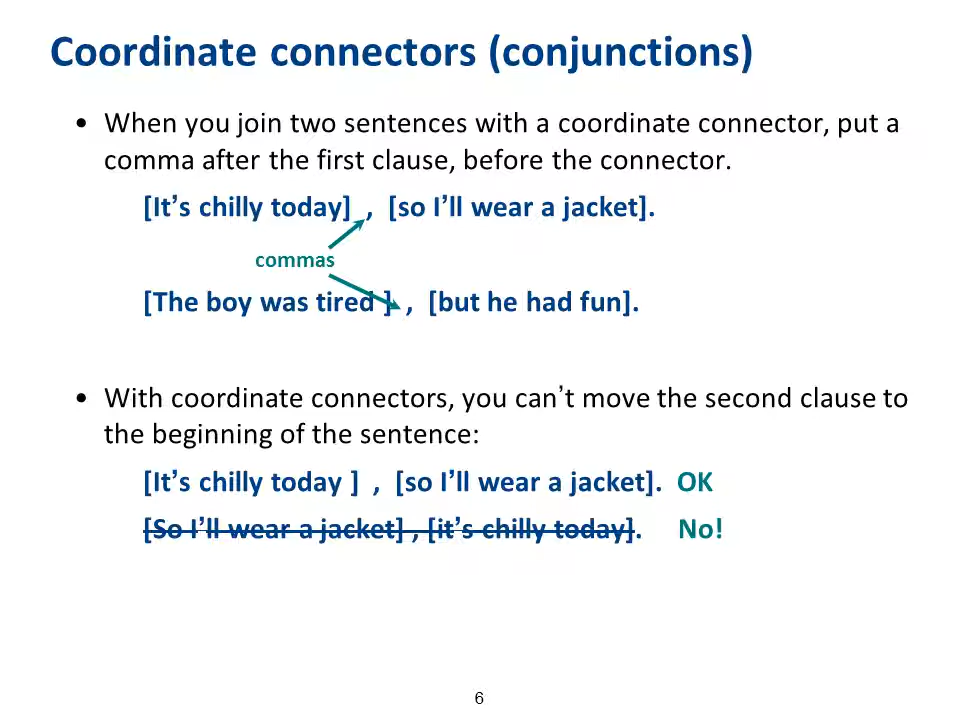 Coordinate connectors (conjunctions)
• When you join two sentences with a coordinate connector, put a
comma after the first clause, before the connector.
[It’s chilly today] , [so I’ll wear a jacket].
commas
[The boy was tired ] , [but he had fun].
• With coordinate connectors, you can’t move the second clause to
the beginning of the sentence:
[It’s chilly today ] , [so I’ll wear a jacket]. OK
[So I’ll wear a jacket] , [it’s chilly today]. No!
6